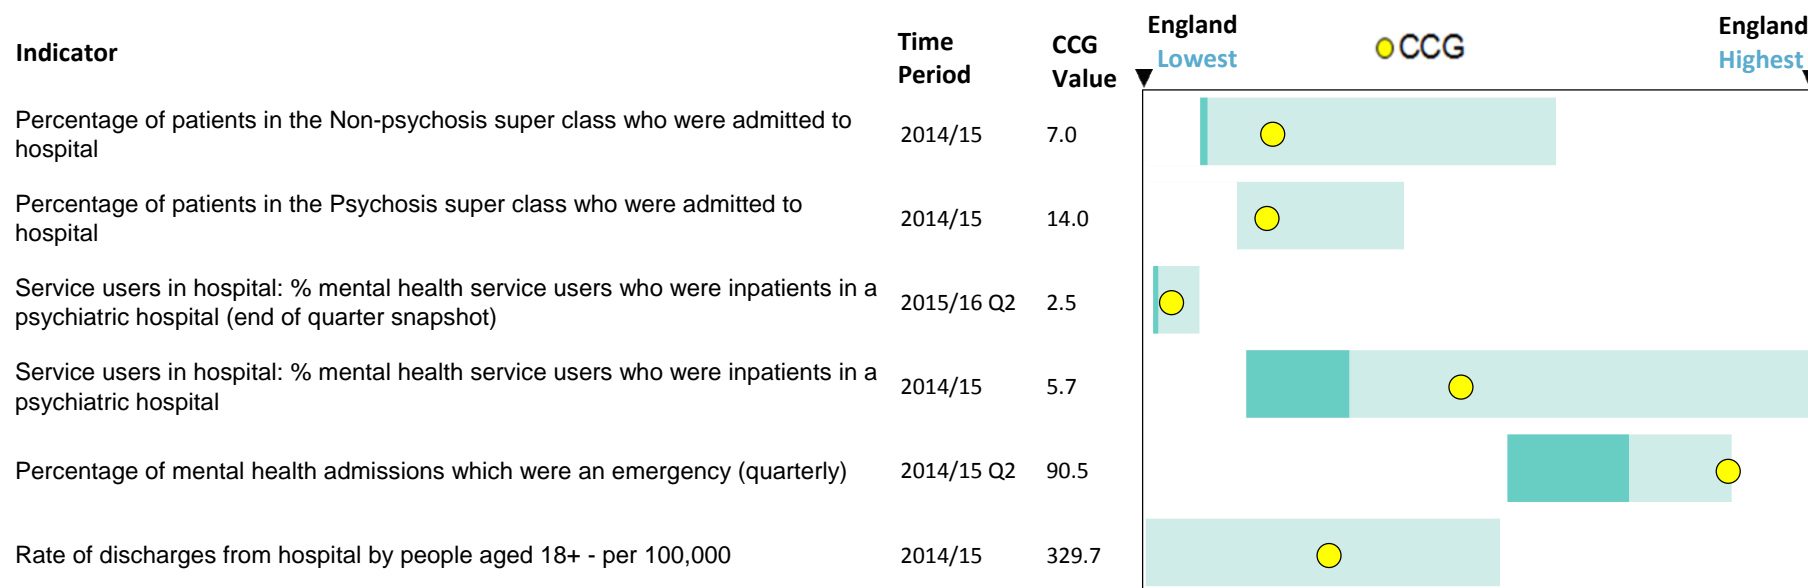 Indicator
Time
Period
CCG
Value
England
Lowest
CCG
England
Highest
Percentage of patients in the Non-psychosis super class who were admitted to
hospital
2014/15
7.0
Percentage of patients in the Psychosis super class who were admitted to
hospital
2014/15
14.0
Service users in hospital: % mental health service users who were inpatients in a
psychiatric hospital (end of quarter snapshot)
2015/16 Q2
2.5
Service users in hospital: % mental health service users who were inpatients in a
psychiatric hospital
2014/15
5.7
Percentage of mental health admissions which were an emergency (quarterly)
2014/15 Q2
90.5
Rate of discharges from hospital by people aged 18+ - per 100,000
2014/15
329.7